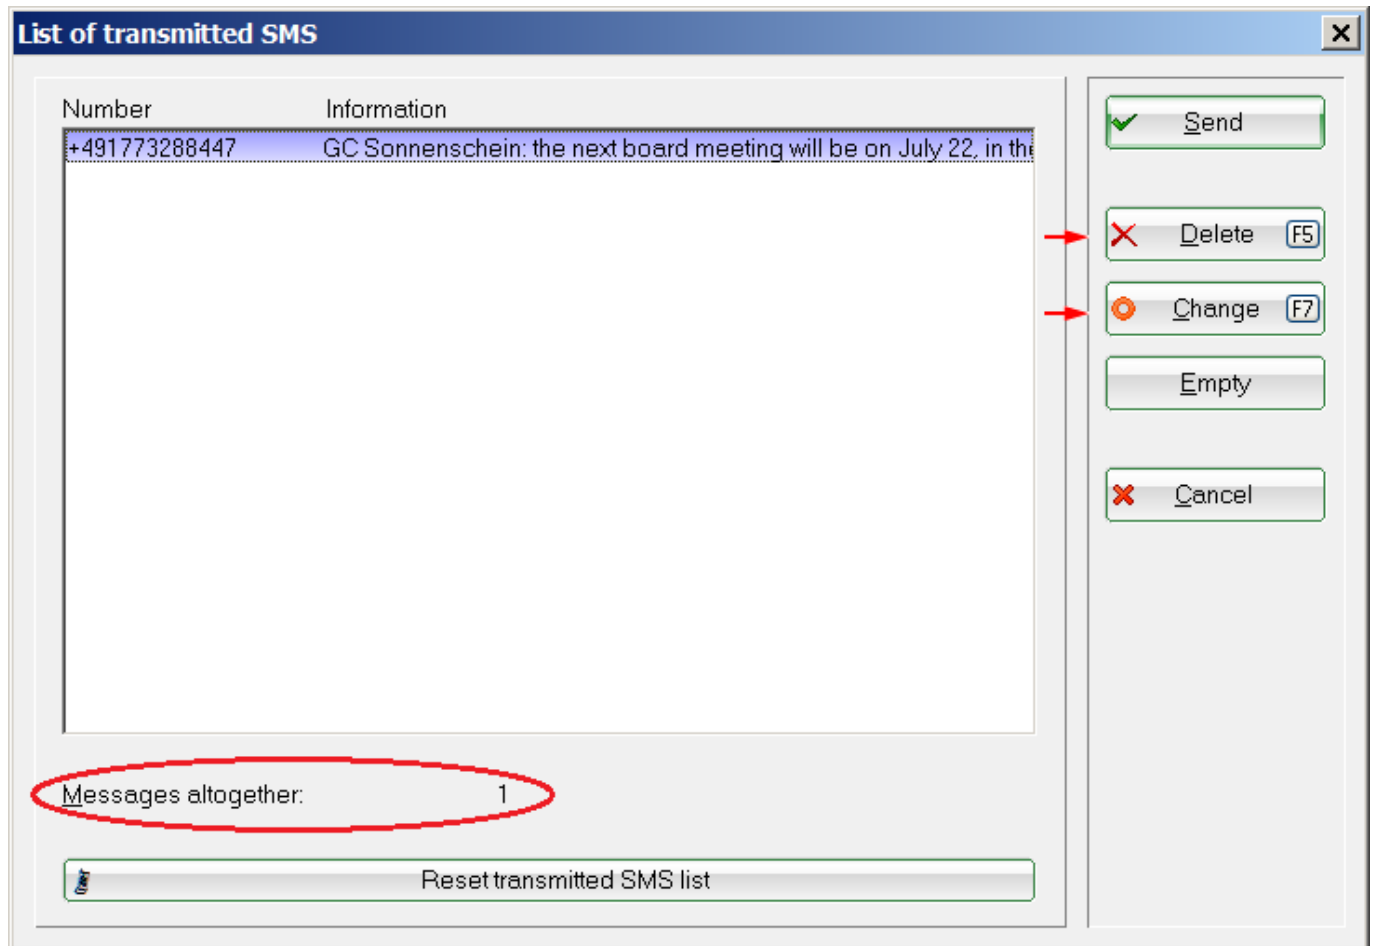 List of transmitted SMS
Number Information
+491773288447 GC Sonnenschein: the next board meeting will be on July 22, in the
Messages altogether: 1
Reset transmitted SMS list
Send
Delete F5
Change F7
Empty
Cancel